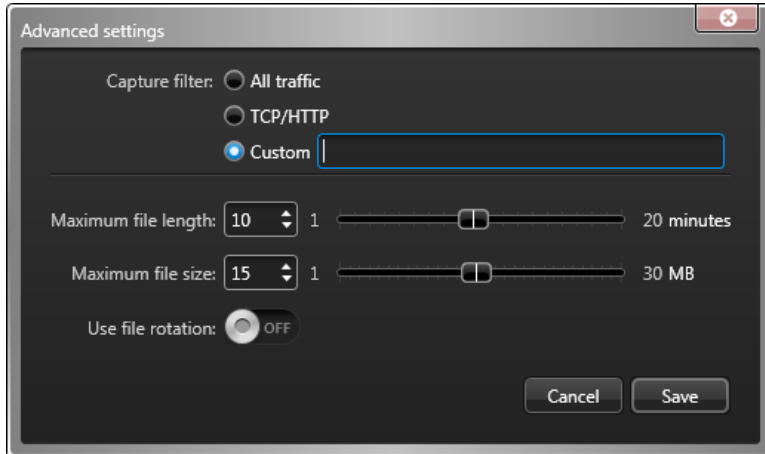 Advanced settings
Capture filter: All traffic
TCP/HTTP
Custom
Maximum file length: 10 1 20 minutes
Maximum file size: 15 1 30 MB
Use file rotation: OFF
Cancel Save